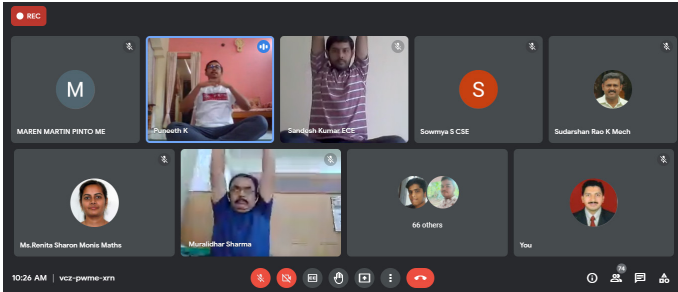 REC
M
MAREN MARTIN PINTO ME
Puneeth K
Sandesh Kumar ECE
S
Sowmya S CSE
Sudarshan Rao K Mech
Ms.Renita Sharon Monis Maths
Muralidhar Sharma
66 others
You
10:26 AM | vcz-pwme-xrn
74